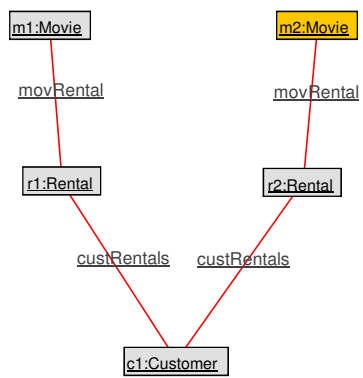 m1:Movie
m2:Movie
movRental
movRental
r1:Rental
r2:Rental
custRentals
custRentals
c1:Customer